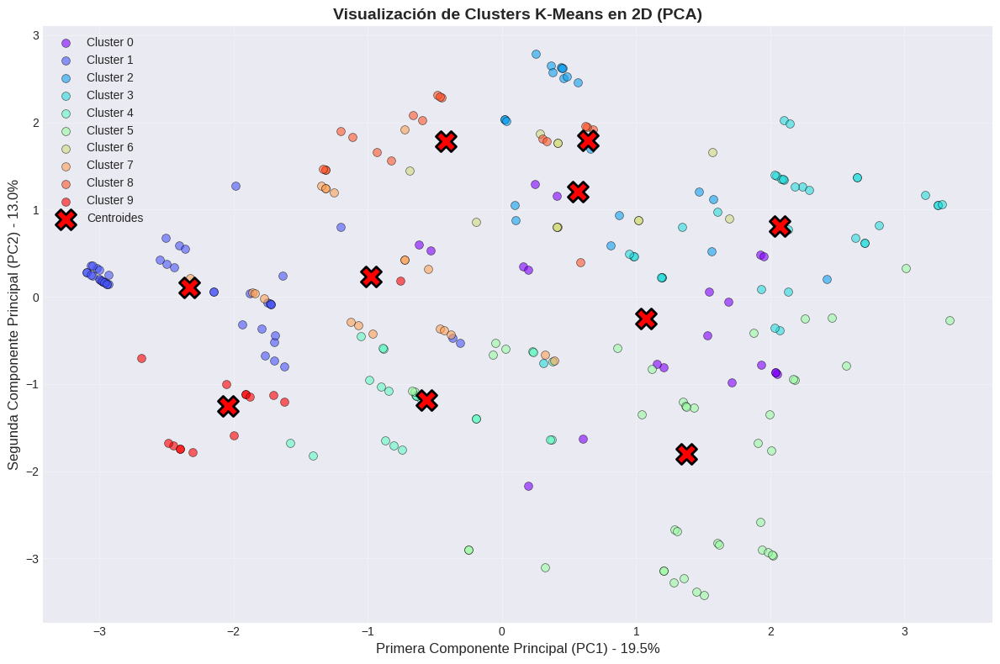 Visualización de Clusters K-Means en 2D (PCA)
Cluster 0
Cluster 1
Cluster 2
Cluster 3
Cluster 4
Cluster 5
Cluster 6
Cluster 7
Cluster 8
Cluster 9
Centroides
Segunda Componente Principal (PC2) - 13.0%
3
2
1
0
−1
−2
−3
−3 −2 −1 0 1 2 3
Primera Componente Principal (PC1) - 19.5%